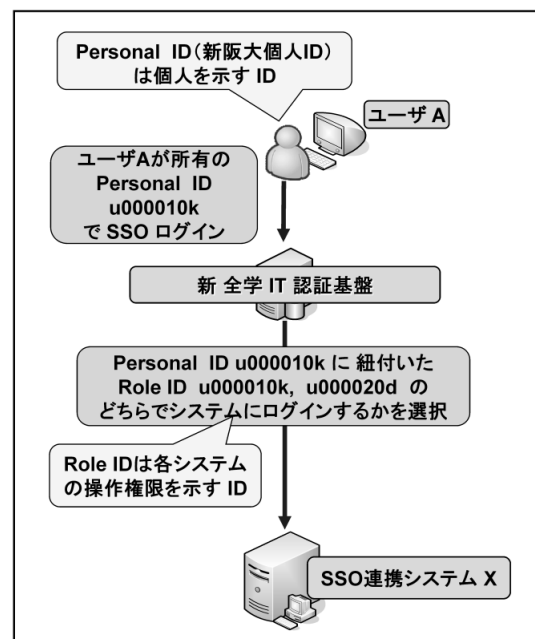 Personal ID(新阪大個人ID)
は個人を示す ID
ユーザ A
ユーザAが所有の
Personal ID
u000010k
で SSO ログイン
新 全学 IT 認証基盤
Personal ID u000010k に 紐付いた
Role ID u000010k, u000020d の
どちらでシステムにログインするかを選択
Role IDは各システム
の操作権限を示す ID
SSO連携システム X